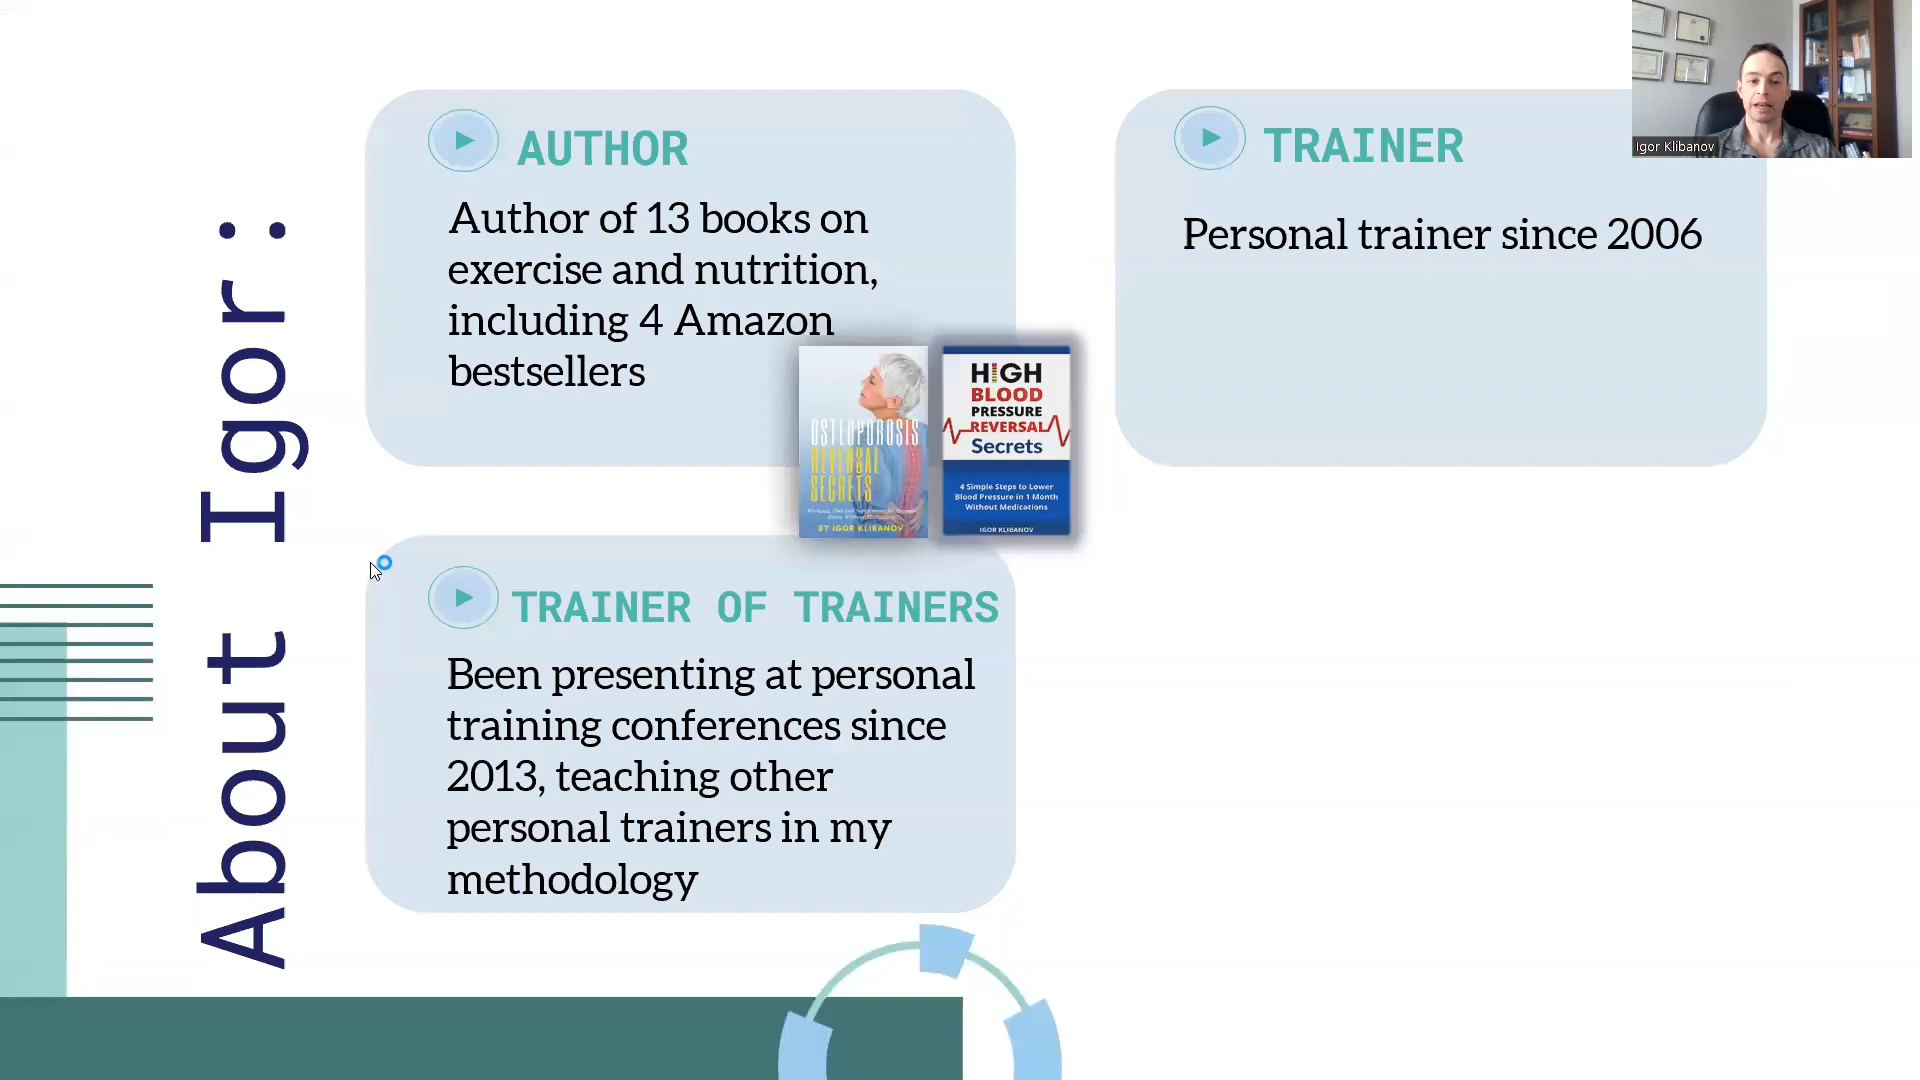 About Igor:
AUTHOR
Author of 13 books on
exercise and nutrition,
including 4 Amazon
bestsellers
OSTEOPOROSIS
REVERSAL
SECRETS
BY IGOR KLIBANOV
HIGH
BLOOD
PRESSURE
REVERSAL
Secrets
4 Simple Steps to Lower
Blood Pressure in 1 Month
Without Medications
IGOR KLIBANOV
TRAINER
Personal trainer since 2006
Igor Klibanov
TRAINER OF TRAINERS
Been presenting at personal
training conferences since
2013, teaching other
personal trainers in my
methodology